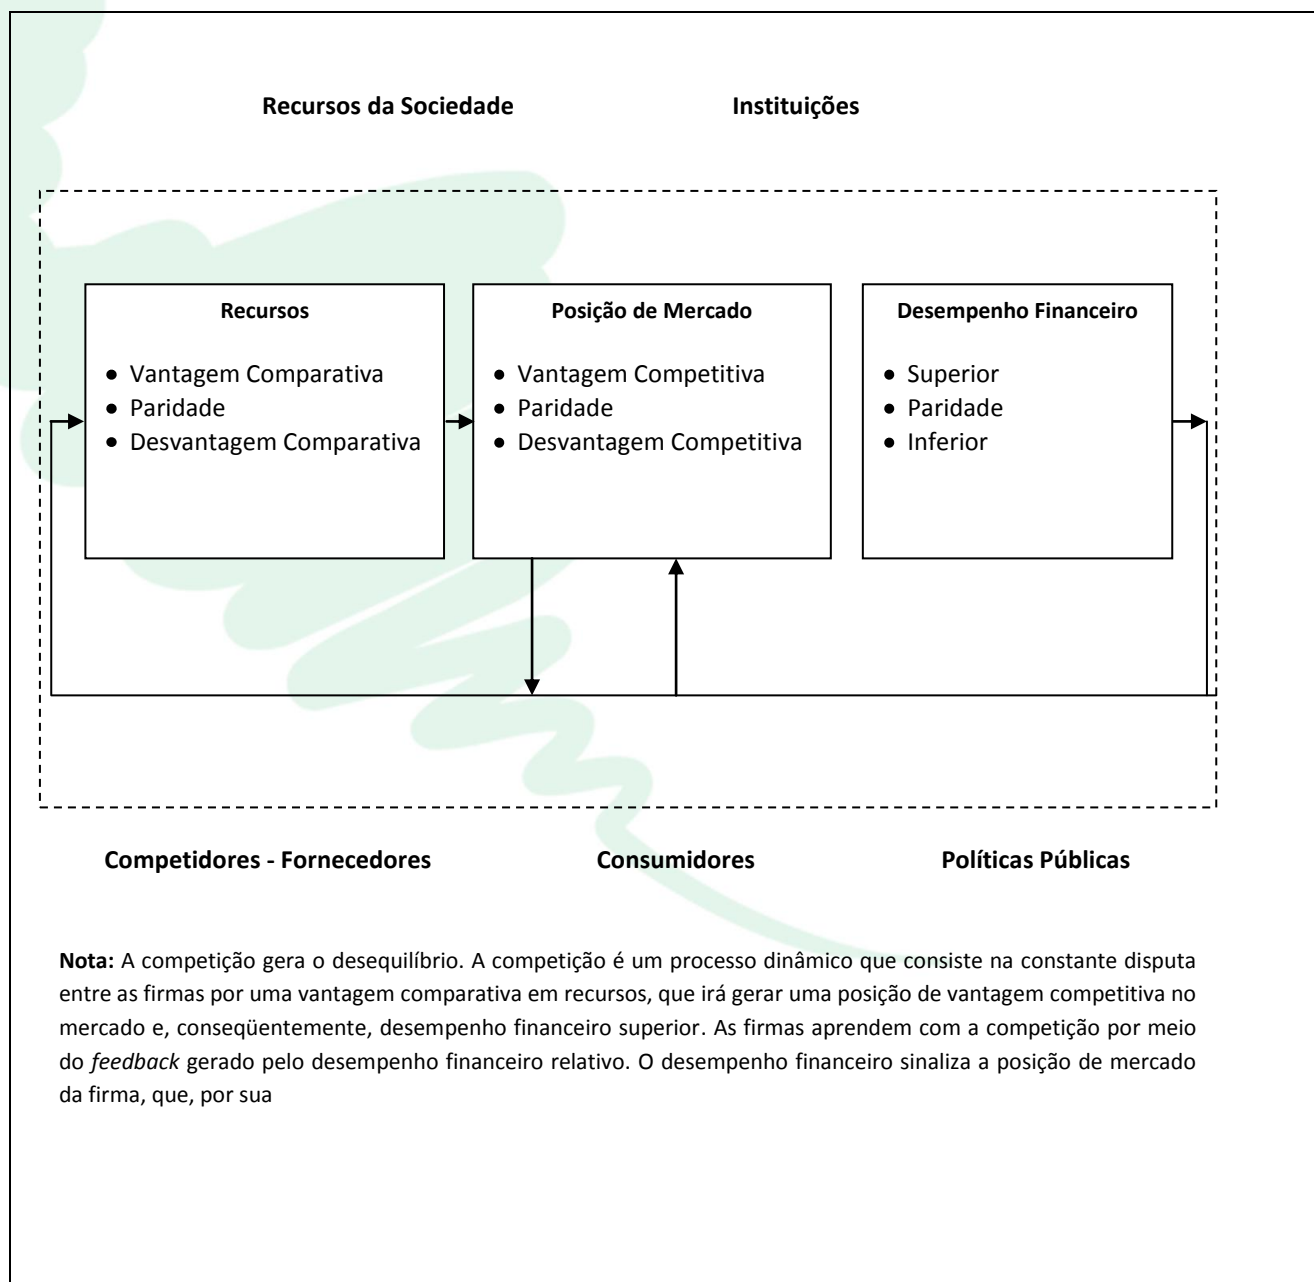 Recursos da Sociedade
Instituições
Recursos
• Vantagem Comparativa
• Paridade
• Desvantagem Comparativa
Posição de Mercado
• Vantagem Competitiva
• Paridade
• Desvantagem Competitiva
Desempenho Financeiro
• Superior
• Paridade
• Inferior
Competidores - Fornecedores
Consumidores
Políticas Públicas
Nota: A competição gera o desequilíbrio. A competição é um processo dinâmico que consiste na constante disputa
entre as firmas por uma vantagem comparativa em recursos, que irá gerar uma posição de vantagem competitiva no
mercado e, conseqüentemente, desempenho financeiro superior. As firmas aprendem com a competição por meio
do feedback gerado pelo desempenho financeiro relativo. O desempenho financeiro sinaliza a posição de mercado
da firma, que, por sua